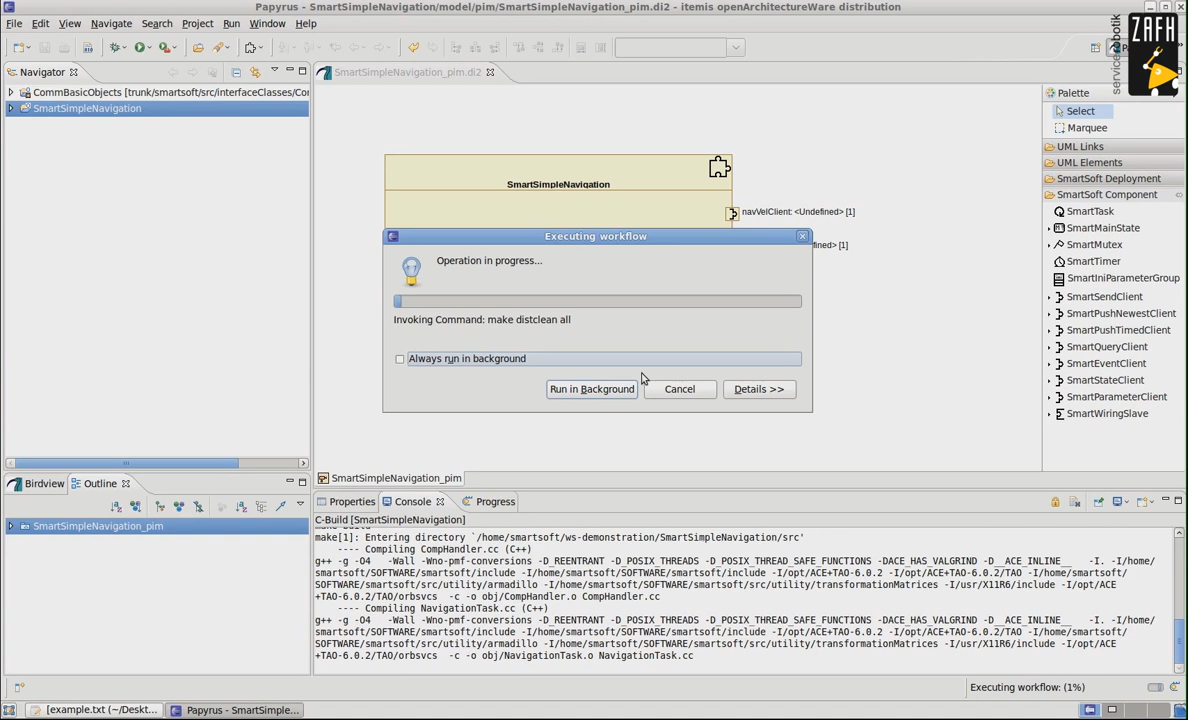 Papyrus - SmartSimpleNavigation/model/pim/SmartSimpleNavigation_pim.di2 - itemis openArchitectureWare distribution
File Edit View Navigate Search Project Run Window Help
ZAFH
Navigator
SmartSimpleNavigation_pim.di2
CommBasicObjects [trunk/smartsoft/src/interfaceClasses/Cor
SmartSimpleNavigation
SmartSimpleNavigation
navVelClient: <Undefined> [1]
fined> [1]
Executing workflow
Operation in progress...
Invoking Command: make distclean all
Always run in background
Run in Background
Cancel
Details >>
Palette
Select
Marquee
UML Links
UML Elements
SmartSoft Deployment
SmartSoft Component
SmartTask
SmartMainState
SmartMutex
SmartTimer
SmartIniParameterGroup
SmartSendClient
SmartPushNewestClient
SmartPushTimedClient
SmartQueryClient
SmartEventClient
SmartStateClient
SmartParameterClient
SmartWiringSlave
SmartSimpleNavigation_pim
Birdview Outline
SmartSimpleNavigation_pim
Properties Console Progress
C-Build [SmartSimpleNavigation]
make[1]: Entering directory `/home/smartsoft/ws-demonstration/SmartSimpleNavigation/src'
---- Compiling CompHandler.cc (C++)
g++ -g -O4 -Wall -Wno-pmf-conversions -D_REENTRANT -D_POSIX_THREADS -D_POSIX_THREAD_SAFE_FUNCTIONS -DACE_HAS_VALGRIND -D__ACE_INLINE__ -I. -I/home/
smartsoft/SOFTWARE/smartsoft/include -I/home/smartsoft/SOFTWARE/smartsoft/include -I/opt/ACE+TAO-6.0.2 -I/opt/ACE+TAO-6.0.2/TAO -I/home/smartsoft/
SOFTWARE/smartsoft/src/utility/armadillo -I/home/smartsoft/SOFTWARE/smartsoft/src/utility/transformationMatrices -I/usr/X11R6/include -I/opt/ACE
+TAO-6.0.2/TAO/orbsvcs -c -o obj/CompHandler.o CompHandler.cc
---- Compiling NavigationTask.cc (C++)
g++ -g -O4 -Wall -Wno-pmf-conversions -D_REENTRANT -D_POSIX_THREADS -D_POSIX_THREAD_SAFE_FUNCTIONS -DACE_HAS_VALGRIND -D__ACE_INLINE__ -I. -I/home/
smartsoft/SOFTWARE/smartsoft/include -I/home/smartsoft/SOFTWARE/smartsoft/include -I/opt/ACE+TAO-6.0.2 -I/opt/ACE+TAO-6.0.2/TAO -I/home/smartsoft/
SOFTWARE/smartsoft/src/utility/armadillo -I/home/smartsoft/SOFTWARE/smartsoft/src/utility/transformationMatrices -I/usr/X11R6/include -I/opt/ACE
+TAO-6.0.2/TAO/orbsvcs -c -o obj/NavigationTask.o NavigationTask.cc
Executing workflow: (1%)
[example.txt (~/Deskt...
Papyrus - SmartSimple...